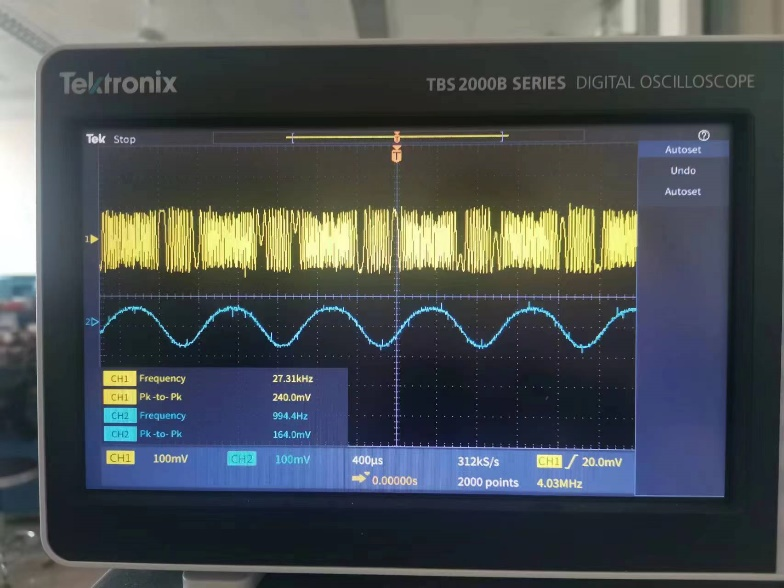 Tektronix
TBS 2000B SERIES DIGITAL OSCILLOSCOPE
Tek Stop
T
?
Autoset
Undo
Autoset
1
2
CH1 Frequency 27.31kHz
CH1 Pk-to-Pk 240.0mV
CH2 Frequency 994.4Hz
CH2 Pk-to-Pk 164.0mV
CH1 100mV CH2 100mV 400µs 312kS/s CH1 20.0mV
0.00000s 2000 points 4.03MHz